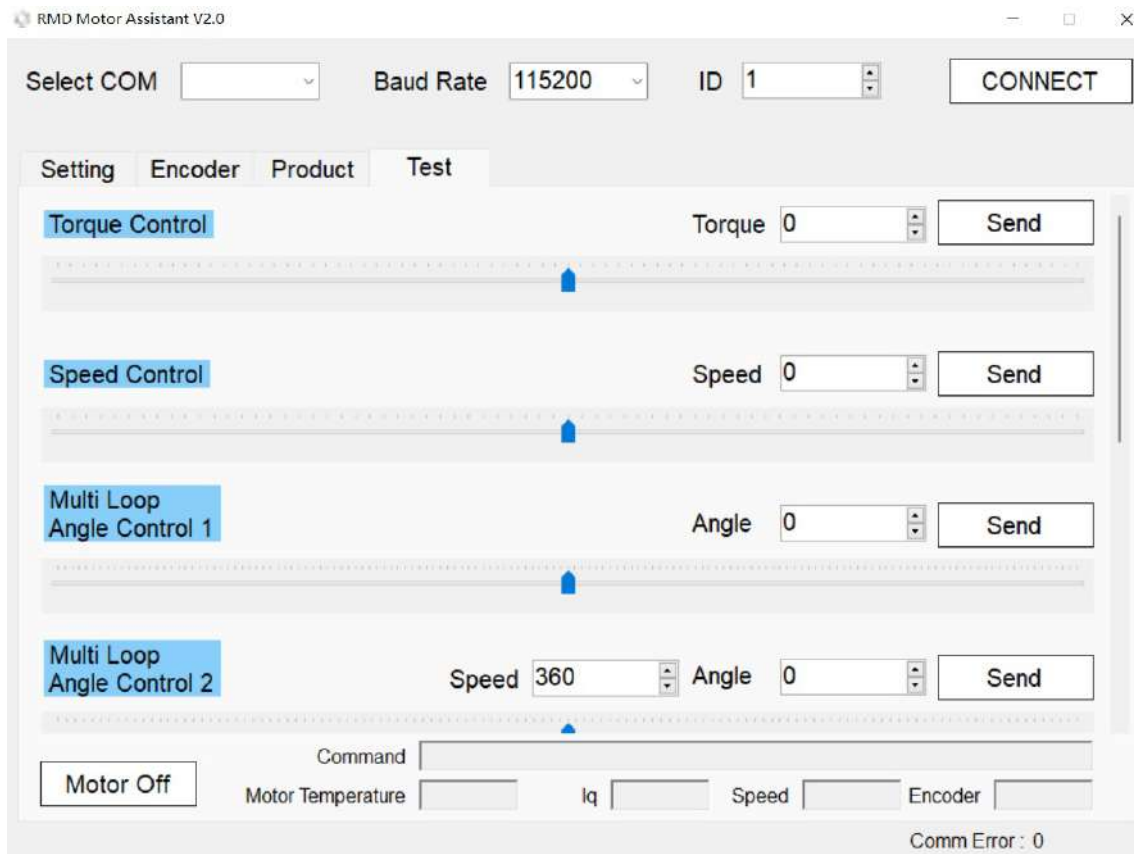 RMD Motor Assistant V2.0
Select COM Baud Rate 115200 ID 1 CONNECT
Setting Encoder Product Test
Torque Control Torque 0 Send
Speed Control Speed 0 Send
Multi Loop
Angle Control 1 Angle 0 Send
Multi Loop
Angle Control 2 Speed 360 Angle 0 Send
Command
Motor Off Motor Temperature Iq Speed Encoder
Comm Error : 0